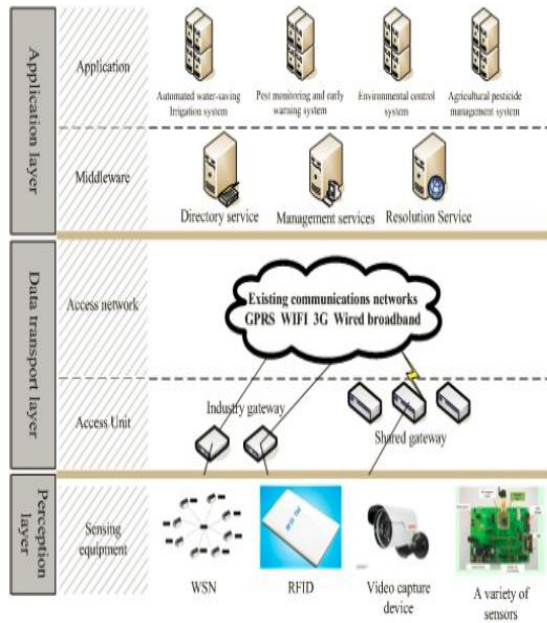 Application layer
Application
Automated water-saving
Irrigation system
Pest monitoring and early
warning system
Environmental control
system
Agricultural pesticide
management system
Middleware
Directory service
Management services
Resolution Service
Data transport layer
Access network
Existing communications networks
GPRS WIFI 3G Wired broadband
Access Unit
Industry gateway
Shared gateway
Perception
layer
Sensing
equipment
WSN
RFID
Video capture
device
A variety of
sensors